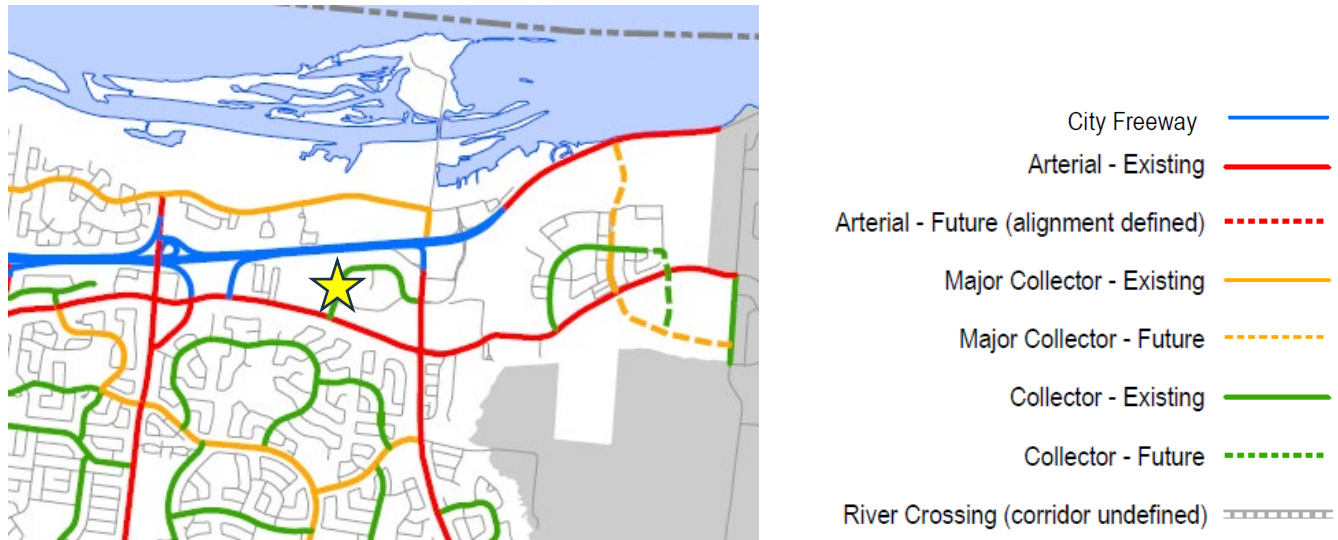 City Freeway
Arterial - Existing
Arterial - Future (alignment defined)
Major Collector - Existing
Major Collector - Future
Collector - Existing
Collector - Future
River Crossing (corridor undefined)